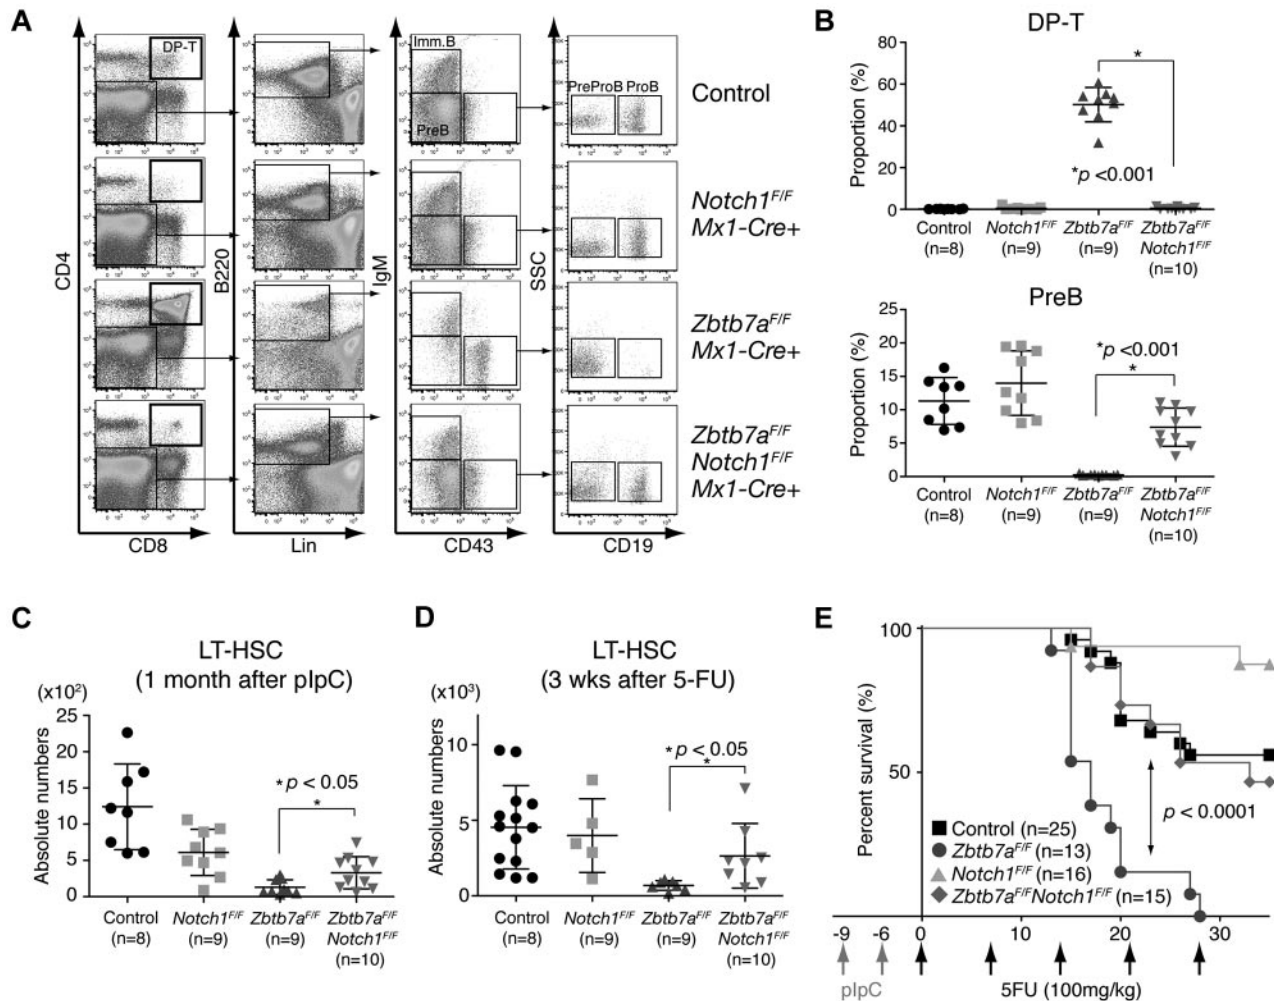 A
DP-T
Imm.B
PreB
PreProB
ProB
Control
Notch1F/F
Mx1-Cre+
Zbtb7aF/F
Mx1-Cre+
Zbtb7aF/F
Notch1F/F
Mx1-Cre+
CD4
B220
IgM
SSC
CD8
Lin
CD43
CD19
B
DP-T
Proportion (%)
80
60
40
20
0
*
*p <0.001
Control
(n=8)
Notch1F/F
(n=9)
Zbtb7aF/F
(n=9)
Zbtb7aF/F
Notch1F/F
(n=10)
PreB
Proportion (%)
25
20
15
10
5
0
*p <0.001
*
Control
(n=8)
Notch1F/F
(n=9)
Zbtb7aF/F
(n=9)
Zbtb7aF/F
Notch1F/F
(n=10)
C
LT-HSC
(1 month after pIpC)
(x10²)
Absolute numbers
25
20
15
10
5
0
*p < 0.05
*
Control
(n=8)
Notch1F/F
(n=9)
Zbtb7aF/F
(n=9)
Zbtb7aF/F
Notch1F/F
(n=10)
D
LT-HSC
(3 wks after 5-FU)
(x10³)
Absolute numbers
10
5
0
*p < 0.05
*
Control
(n=8)
Notch1F/F
(n=9)
Zbtb7aF/F
(n=9)
Zbtb7aF/F
Notch1F/F
(n=10)
E
Percent survival (%)
100
50
p < 0.0001
Control (n=25)
Zbtb7aF/F (n=13)
Notch1F/F (n=16)
Zbtb7aF/FNotch1F/F (n=15)
-9
-6
0
10
20
30
pIpC
5FU (100mg/kg)